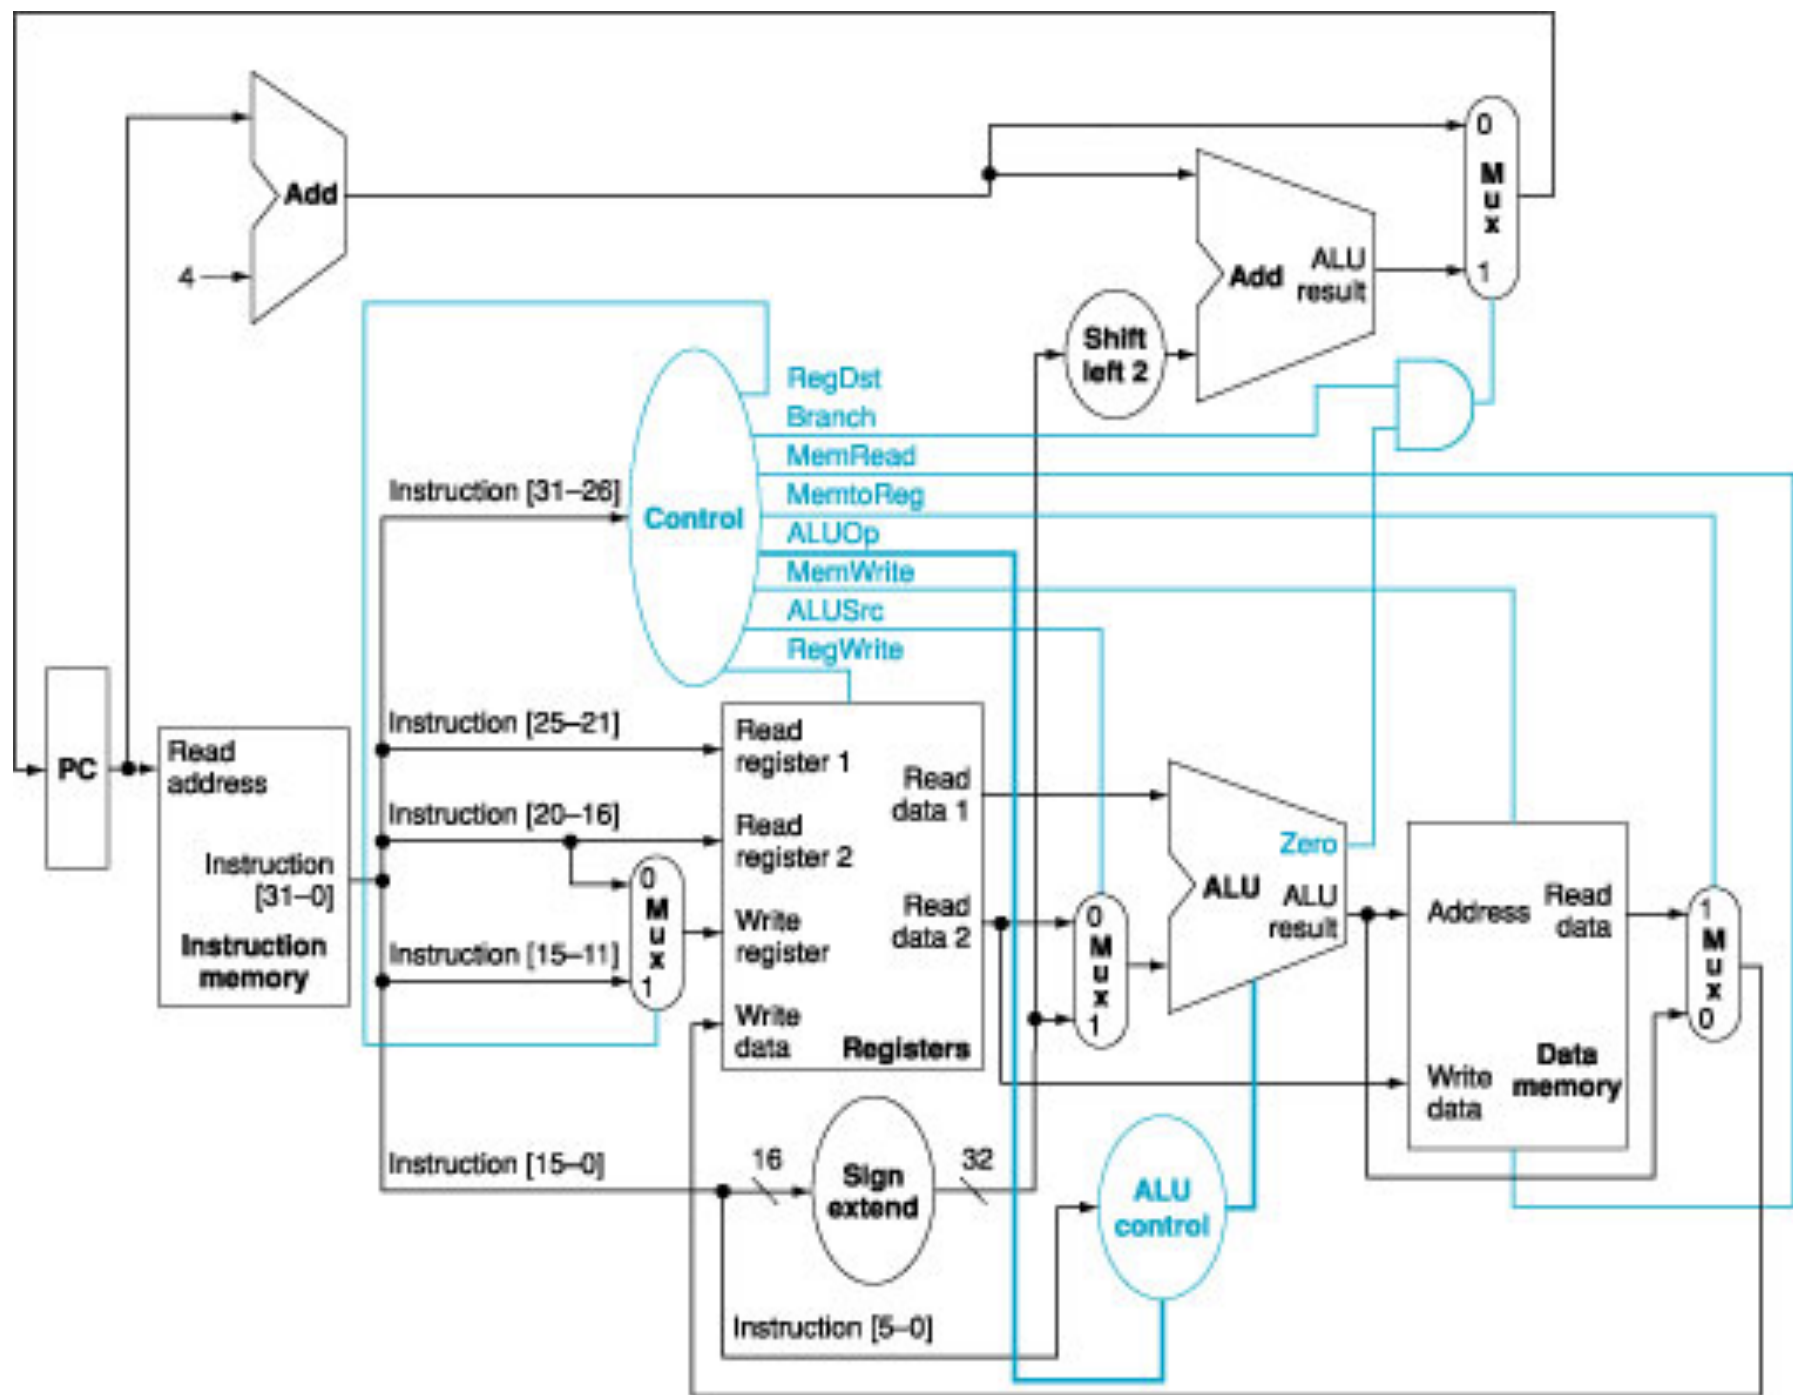 0
M
u
x
1
Add
4
Add
ALU
result
Shift
left 2
RegDst
Branch
MemRead
MemtoReg
ALUOp
MemWrite
ALUSrc
RegWrite
Instruction [31–26]
Control
PC
Read
address
Instruction
[31–0]
Instruction
memory
Instruction [25–21]
Instruction [20–16]
Instruction [15–11]
0
M
u
x
1
Read
register 1
Read
register 2
Write
register
Write
data
Read
data 1
Read
data 2
Registers
0
M
u
x
1
Zero
ALU
ALU
result
Address
Read
data
Write
data
Data
memory
1
M
u
x
0
Instruction [15–0]
16
Sign
extend
32
ALU
control
Instruction [5–0]